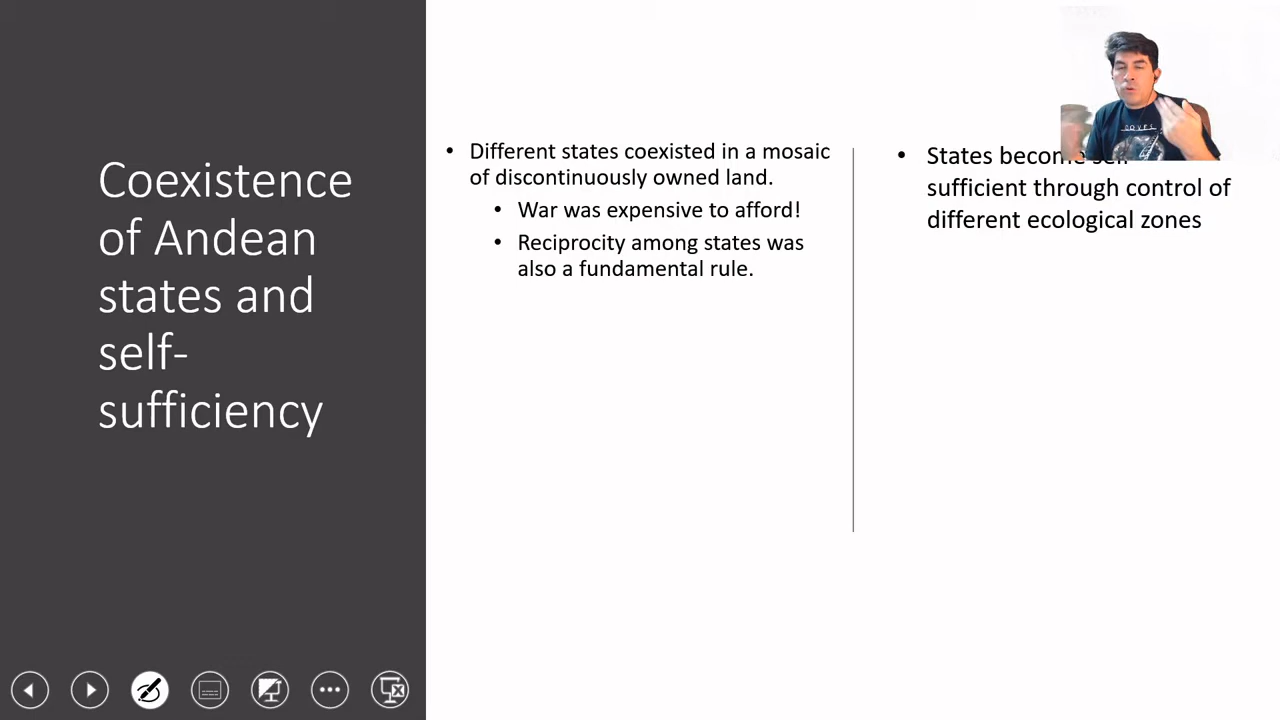 Coexistence
of Andean
states and
self-
sufficiency
• Different states coexisted in a mosaic
of discontinuously owned land.
• War was expensive to afford!
• Reciprocity among states was
also a fundamental rule.
• States become self-
sufficient through control of
different ecological zones